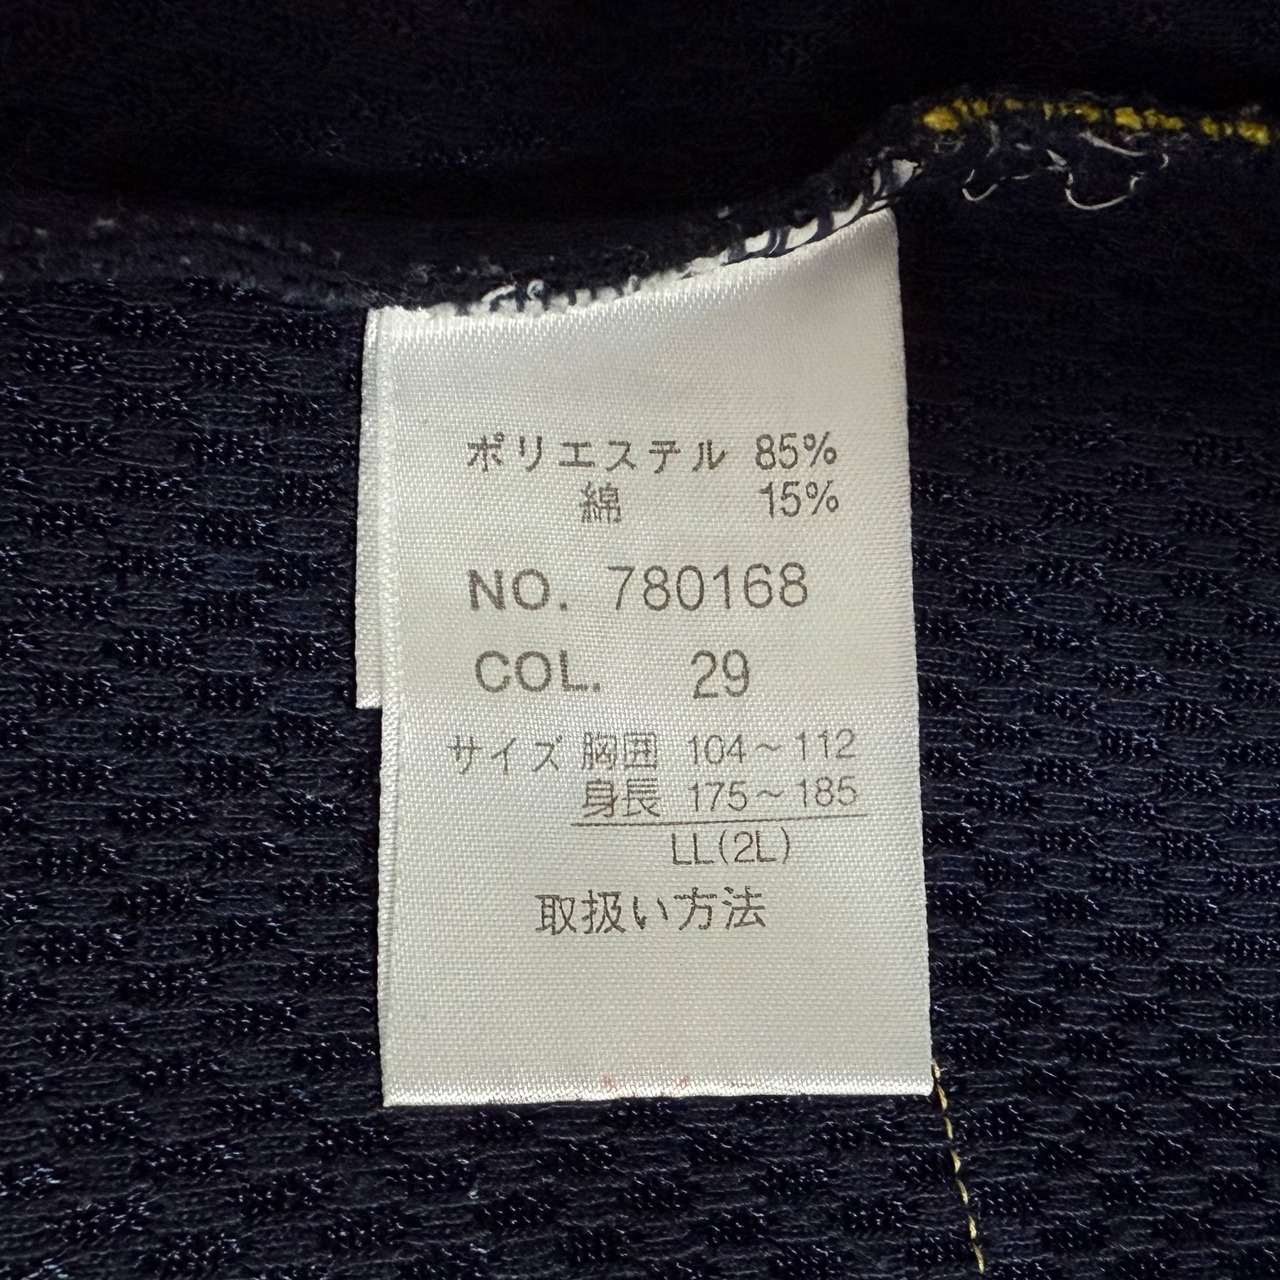 ポリエステル 85%
綿 15%
NO. 780168
COL. 29
サイズ 胸囲 104～112
身長 175～185
LL(2L)
取扱い方法